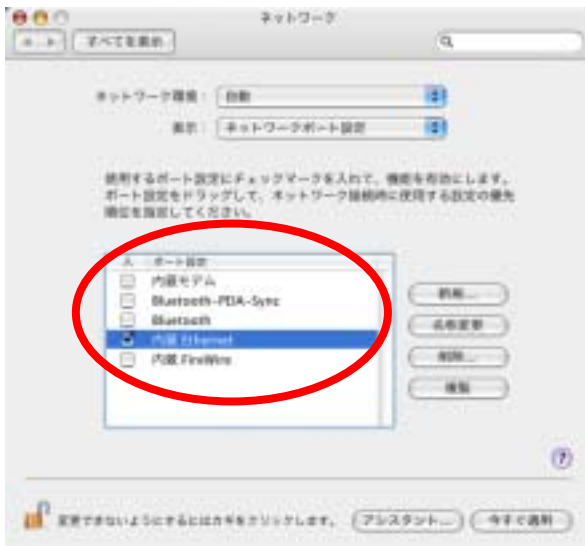 ネットワーク
すべてを表示
ネットワーク環境： 自動
表示： ネットワークポート設定
使用するポート設定にチェックマークを入れて、機能を有効にします。
ポート設定をドラッグして、ネットワーク接続時に使用する設定の優先
順位を指定してください。
入 ポート設定
内蔵モデム
Bluetooth-PDA-Sync
Bluetooth
内蔵 Ethernet
内蔵 FireWire
新規...
名称変更
削除...
複製
?
変更できないようにするにはカギをクリックします。
アシスタント...
今すぐ適用